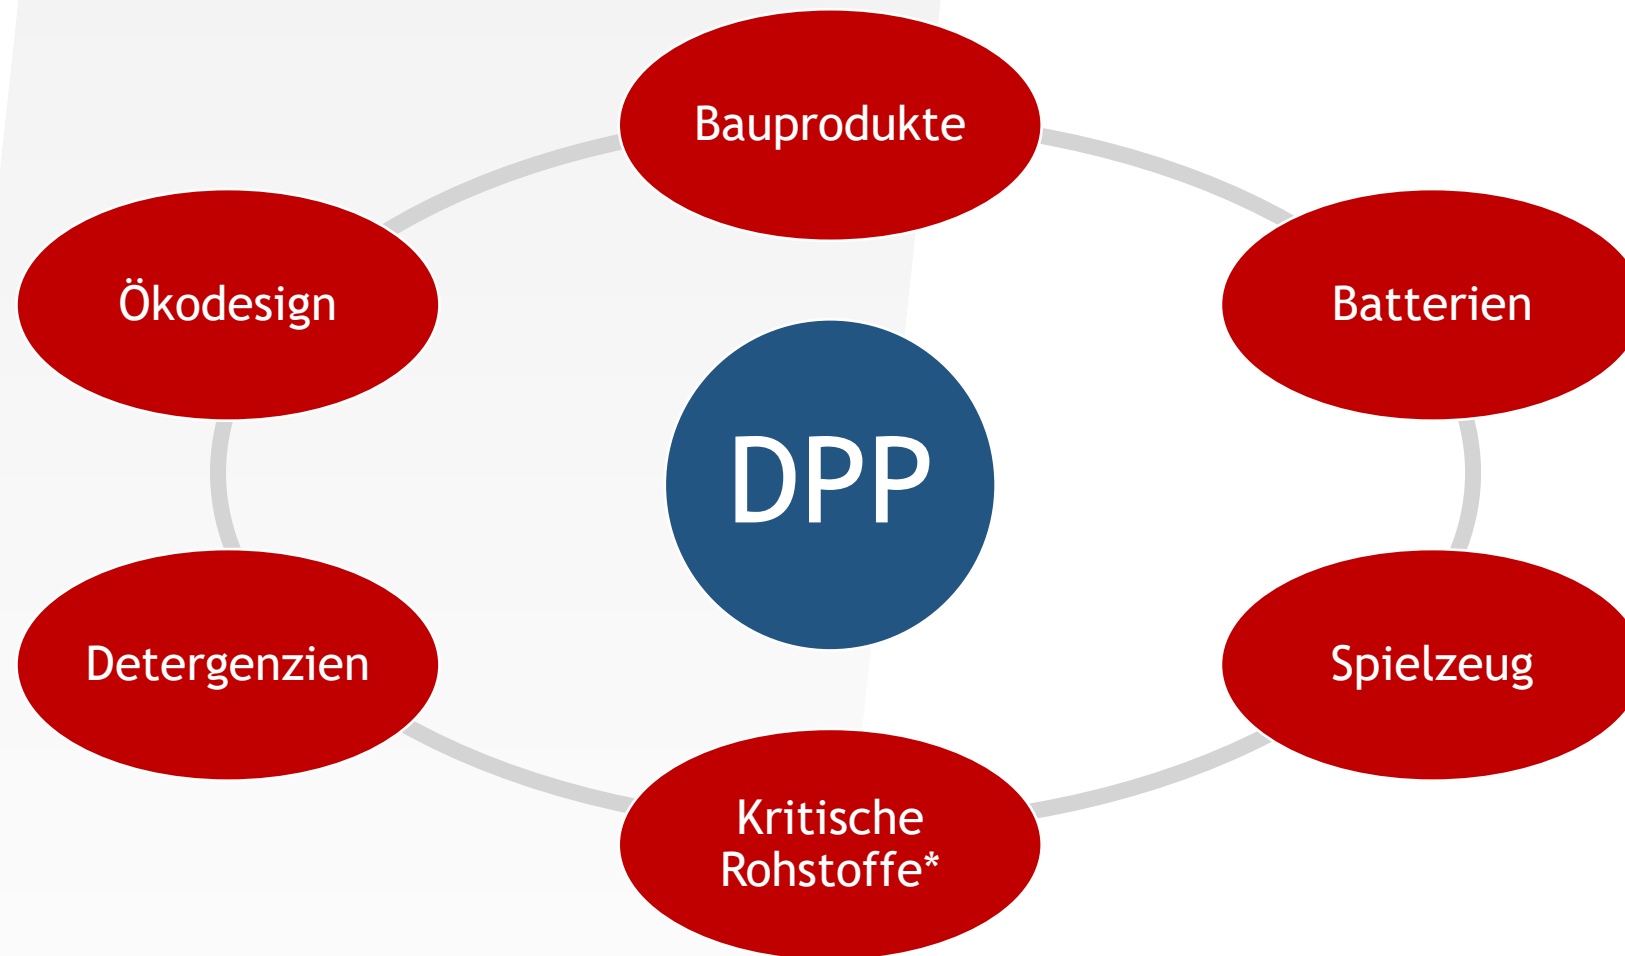 Bauprodukte
Ökodesign
Batterien
DPP
Detergenzien
Spielzeug
Kritische
Rohstoffe*